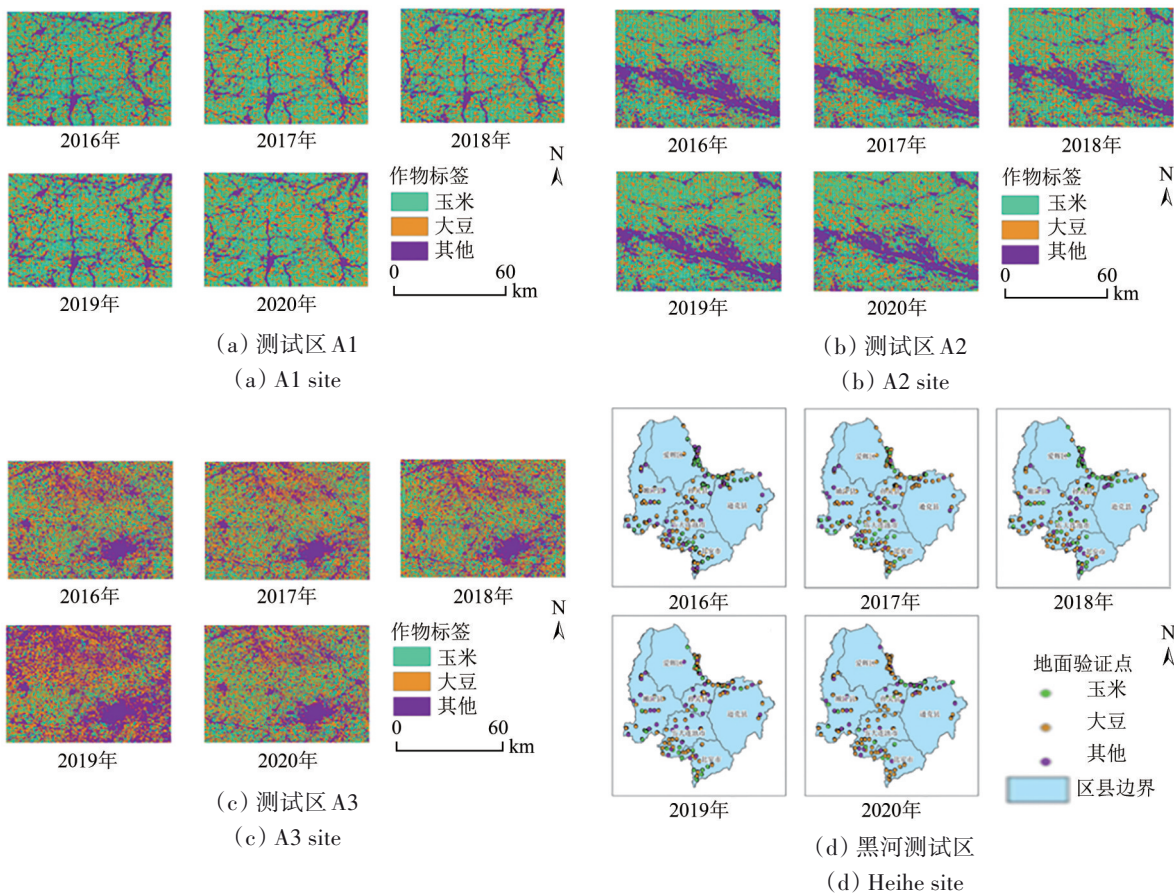 2016年
2017年
2018年
N
2019年
2020年
作物标签
玉米
大豆
其他
0
60
km
(a)测试区 A1
(a) A1 site
2016年
2017年
2018年
N
2019年
2020年
作物标签
玉米
大豆
其他
0
60
km
(b)测试区 A2
(b) A2 site
2016年
2017年
2018年
N
2019年
2020年
作物标签
玉米
大豆
其他
0
60
km
(c)测试区 A3
(c) A3 site
2016年
2017年
2018年
N
2019年
2020年
地面验证点
玉米
大豆
其他
区县边界
(d)黑河测试区
(d) Heihe site